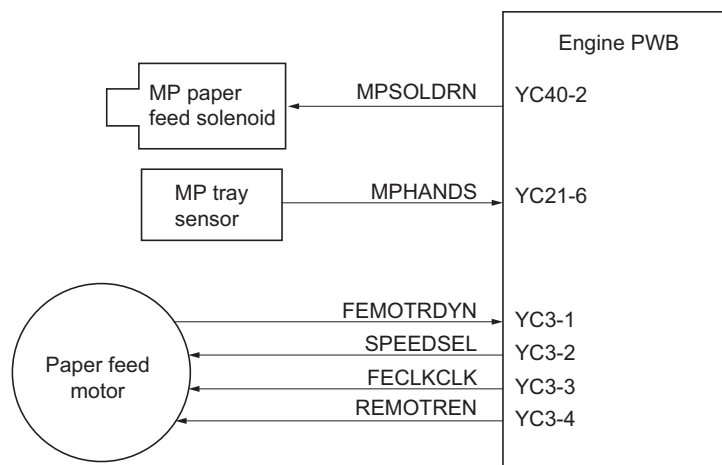 Engine PWB
MP paper
feed solenoid
MPSOLDRN
YC40-2
MP tray
sensor
MPHANDS
YC21-6
Paper feed
motor
FEMOTRDYN
YC3-1
SPEEDSEL
YC3-2
FECLKCLK
YC3-3
REMOTREN
YC3-4